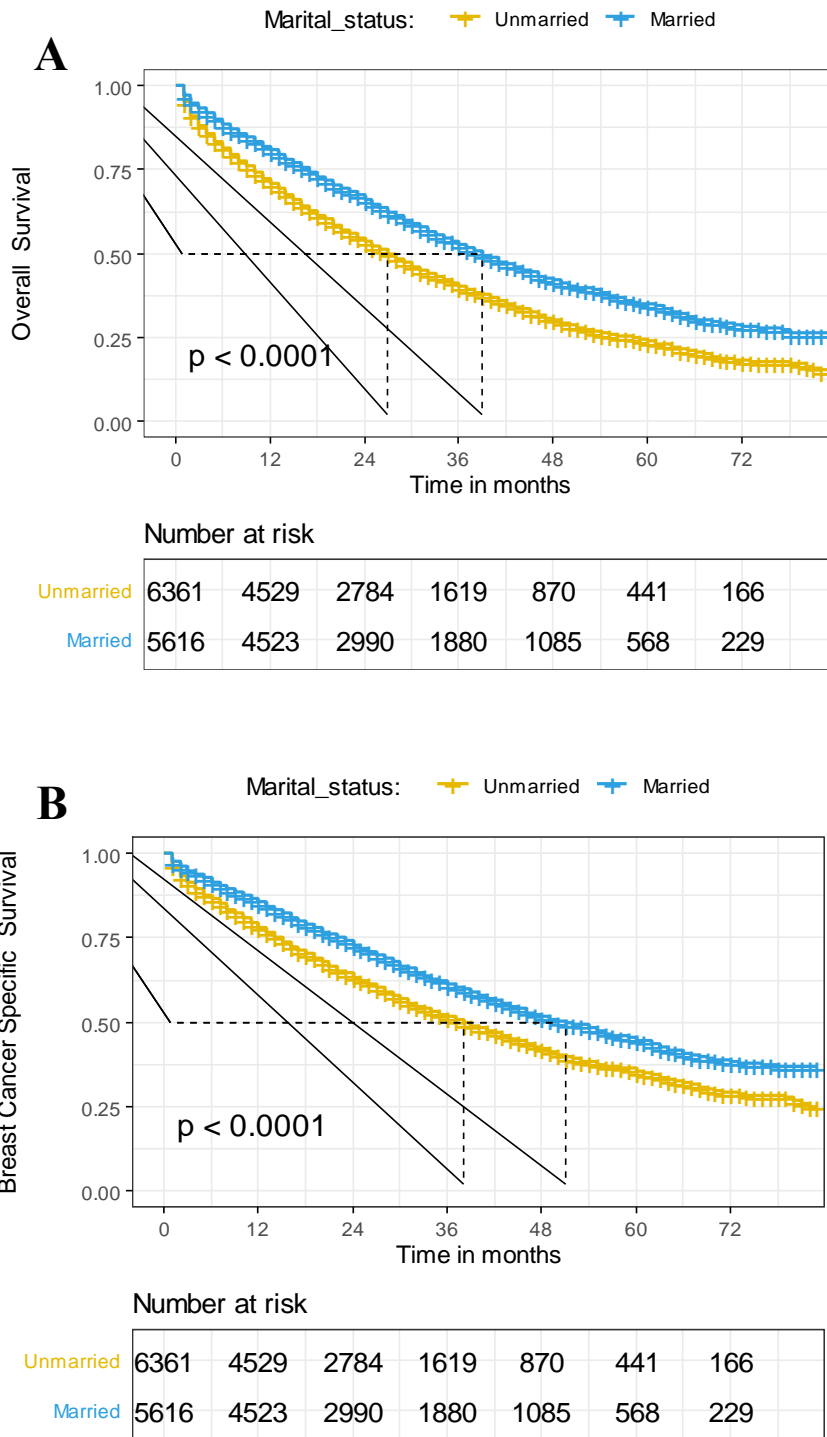 Marital_status: Unmarried Married
A
1.00
0.75
0.50
0.25
0.00
Overall Survival
p < 0.0001
0 12 24 36 48 60 72
Time in months
Number at risk
Unmarried 6361 4529 2784 1619 870 441 166
Married 5616 4523 2990 1880 1085 568 229
Marital_status: Unmarried Married
B
1.00
0.75
0.50
0.25
0.00
Breast Cancer Specific Survival
p < 0.0001
0 12 24 36 48 60 72
Time in months
Number at risk
Unmarried 6361 4529 2784 1619 870 441 166
Married 5616 4523 2990 1880 1085 568 229